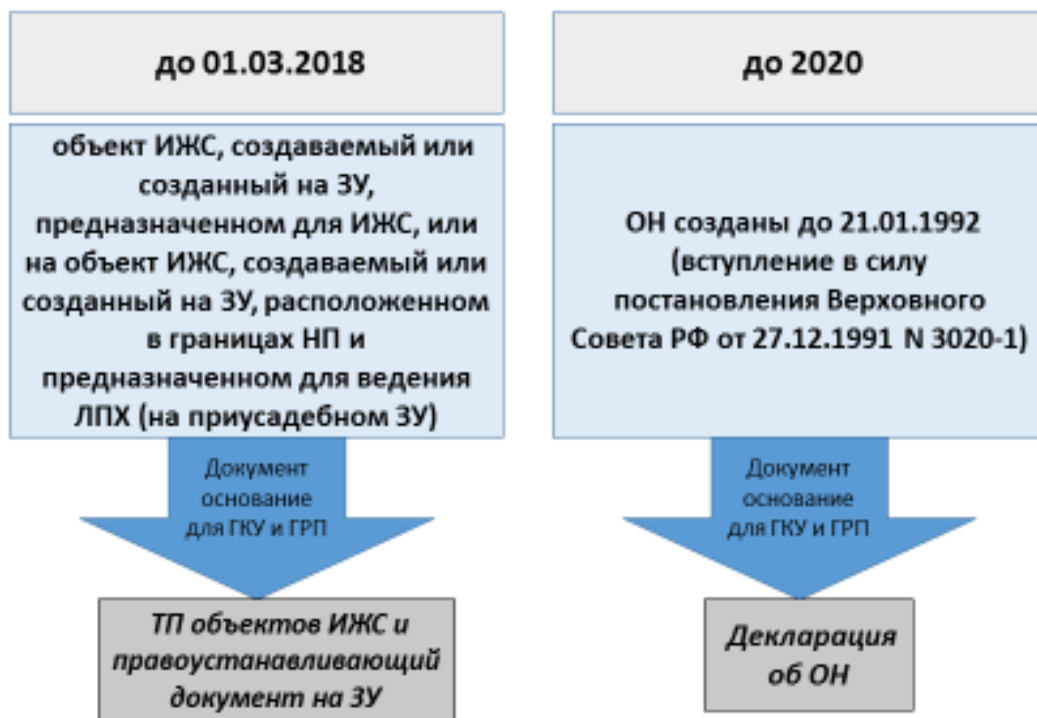 до 01.03.2018
объект ИЖС, создаваемый или
созданный на ЗУ,
предназначенном для ИЖС, или
на объект ИЖС, создаваемый или
созданный на ЗУ, расположенном
в границах НП и
предназначенном для ведения
ЛПХ (на приусадебном ЗУ)
Документ
основание
для ГКУ и ГРП
ТП объектов ИЖС и
правоустанавливающий
документ на ЗУ
до 2020
ОН созданы до 21.01.1992
(вступление в силу
постановления Верховного
Совета РФ от 27.12.1991 N 3020-1)
Документ
основание
для ГКУ и ГРП
Декларация
об ОН